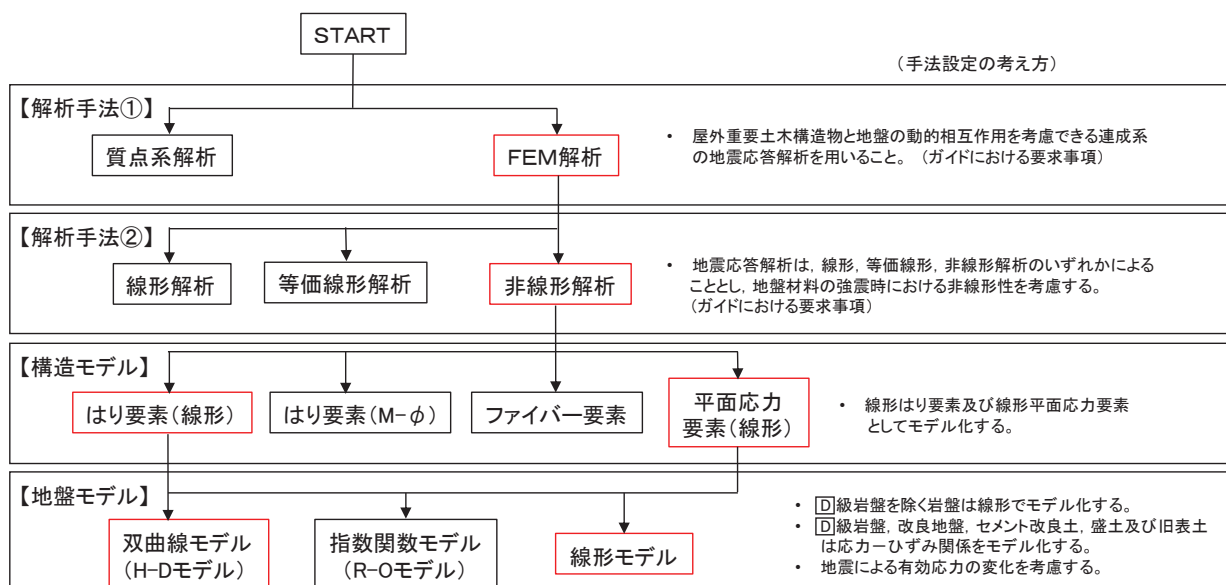 START
(手法設定の考え方)
【解析手法①】
質点系解析
FEM解析
・ 屋外重要土木構造物と地盤の動的相互作用を考慮できる連成系
の地震応答解析を用いること。 (ガイドにおける要求事項)
【解析手法②】
線形解析
等価線形解析
非線形解析
・ 地震応答解析は, 線形, 等価線形, 非線形解析のいずれかによる
こととし, 地盤材料の強震時における非線形性を考慮する。
(ガイドにおける要求事項)
【構造モデル】
はり要素(線形)
はり要素(M-φ)
ファイバー要素
平面応力
要素(線形)
・ 線形はり要素及び線形平面応力要素
としてモデル化する。
【地盤モデル】
双曲線モデル
(H-Dモデル)
指数関数モデル
(R-Oモデル)
線形モデル
・ D級岩盤を除く岩盤は線形でモデル化する。
・ D級岩盤, 改良地盤, セメント改良土, 盛土及び旧表土
は応力ーひずみ関係をモデル化する。
・ 地震による有効応力の変化を考慮する。